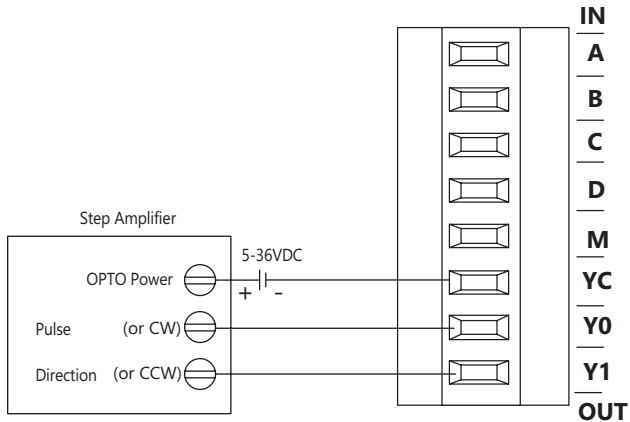 IN
A
B
C
D
M
YC
Y0
Y1
OUT
Step Amplifier
5-36VDC
OPTO Power
+ -
Pulse (or CW)
Direction (or CCW)